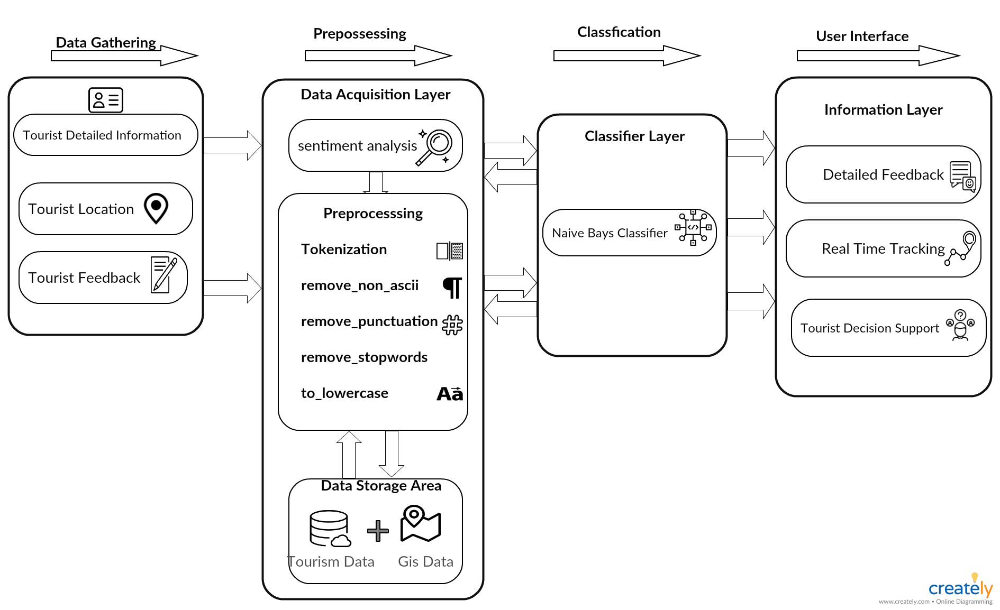 Data Gathering
Prepossessing
Classfication
User Interface
Tourist Detailed Information
Tourist Location
Tourist Feedback
Data Acquisition Layer
sentiment analysis
Preprocesssing
Tokenization
remove_non_ascii
remove_punctuation
remove_stopwords
to_lowercase
Aa
Data Storage Area
Tourism Data
Gis Data
Classifier Layer
Naive Bays Classifier
Information Layer
Detailed Feedback
Real Time Tracking
Tourist Decision Support
creately
www.creately.com • Online Diagramming